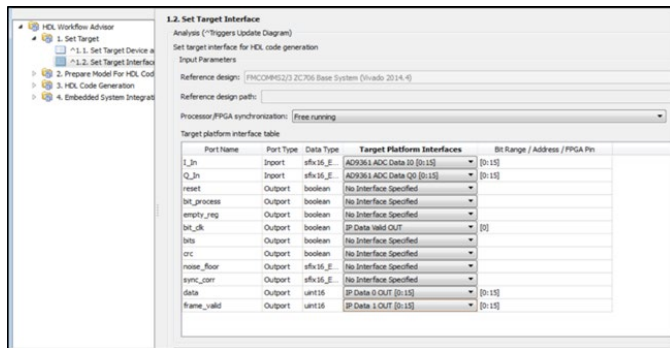 HDL Workflow Advisor
1. Set Target
^1.1. Set Target Device a
^1.2. Set Target Interface
2. Prepare Model For HDL Cod
3. HDL Code Generation
4. Embedded System Integrati
1.2. Set Target Interface
Analysis (^Triggers Update Diagram)
Set target interface for HDL code generation
Input Parameters
Reference design: FMCOMMS2/3 ZC706 Base System (Vivado 2014.4)
Reference design path:
Processor/FPGA synchronization: Free running
Target platform interface table
Port Name Port Type Data Type Target Platform Interfaces Bit Range / Address / FPGA Pin
I_In Inport sfix16_E... AD9361 ADC Data I0 [0:15] [0:15]
Q_In Inport sfix16_E... AD9361 ADC Data Q0 [0:15] [0:15]
reset Outport boolean No Interface Specified
bit_process Outport boolean No Interface Specified
empty_reg Outport boolean No Interface Specified
bit_clk Outport boolean IP Data Valid OUT [0]
bits Outport boolean No Interface Specified
crc Outport boolean No Interface Specified
noise_floor Outport sfix16_E... No Interface Specified
sync_corr Outport sfix16_E... No Interface Specified
data Outport uint16 IP Data 0 OUT [0:15] [0:15]
frame_valid Outport uint16 IP Data 1 OUT [0:15] [0:15]